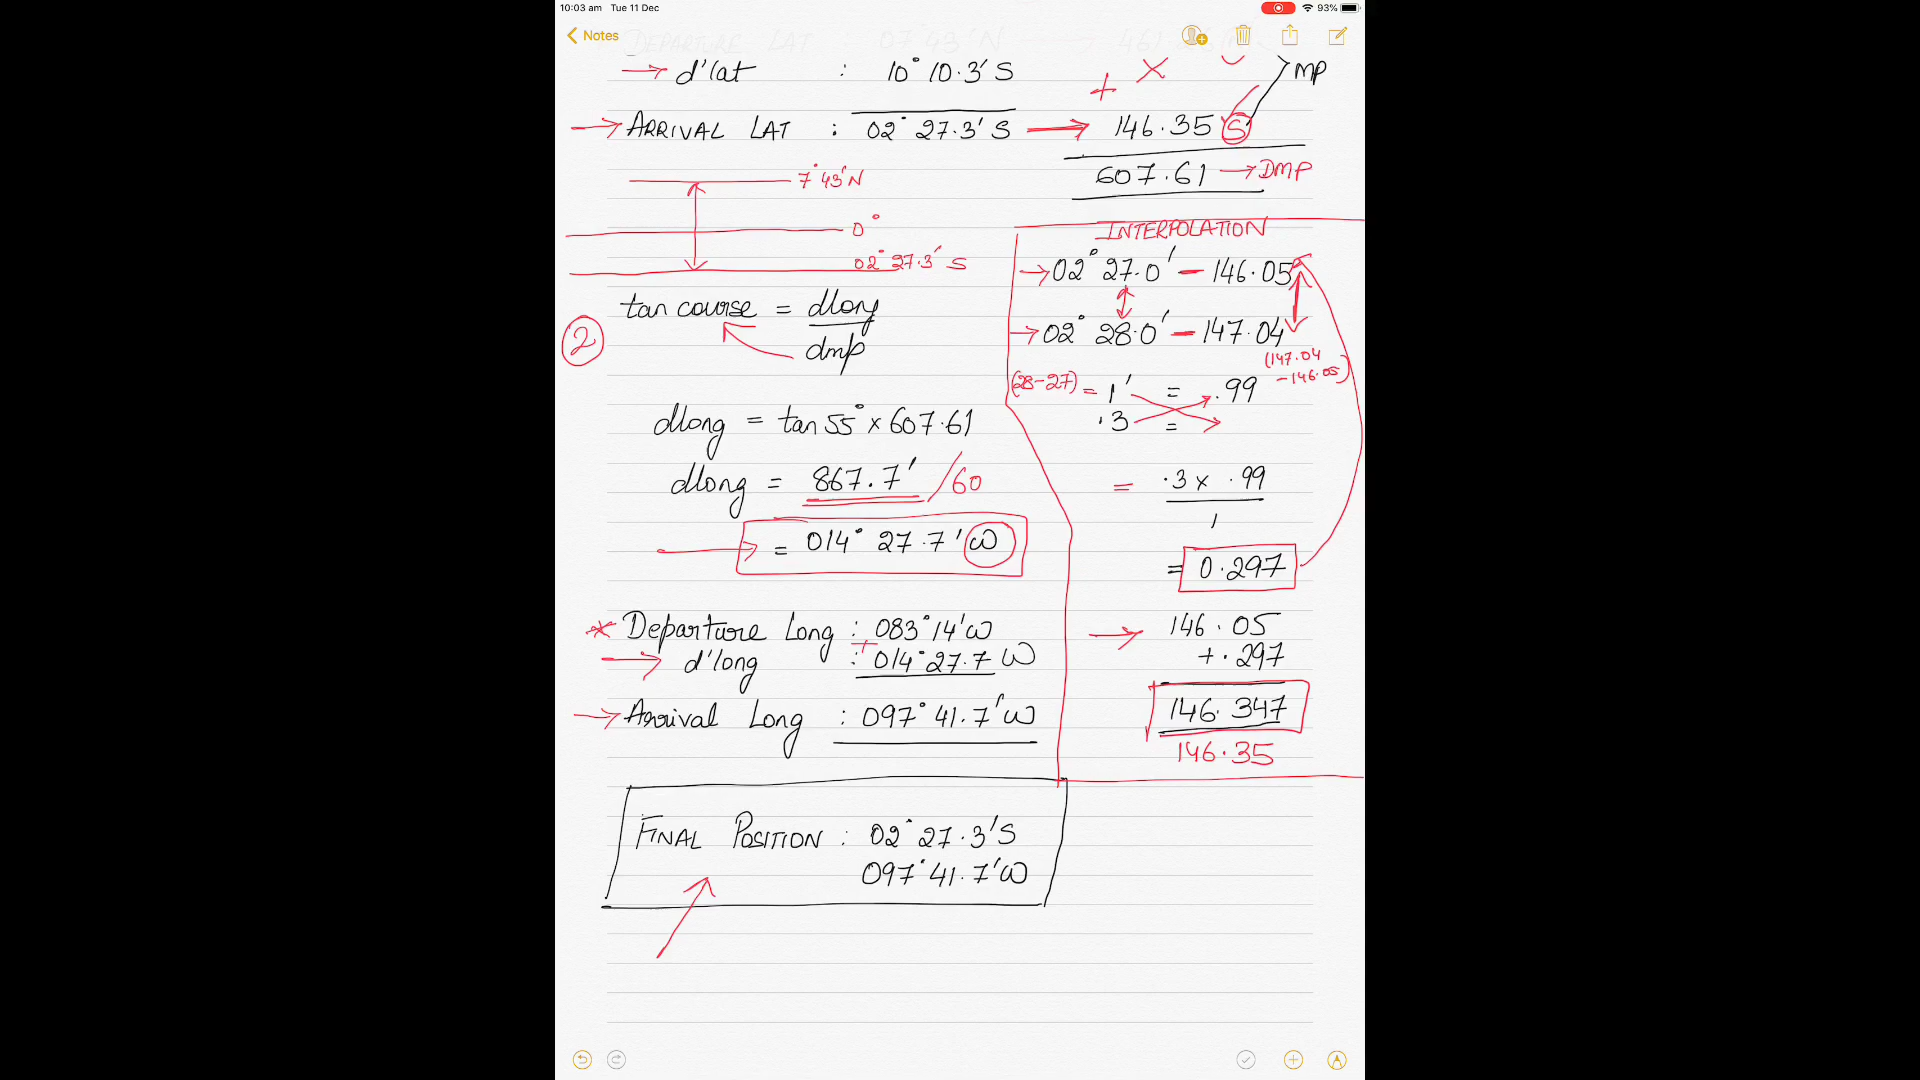 10:03 am Tue 11 Dec
93%
Notes
DEPARTURE LAT : 07°43'N
→ d'lat : 10° 10.3' S
+ × MP
→ ARRIVAL LAT : 02° 27.3' S → 146.35 S
607.61 → DMP
7°43'N
0°
02° 27.3' S
INTERPOLATION
→ 02° 27.0' - 146.05
→ 02° 28.0' - 147.04
(147.04
- 146.05)
(28-27) = 1' = .99
.3 =
= .3 x .99
1
= 0.297
→ 146.05
+ .297
146.347
146.35
2
tan course = dlong
dmp
dlong = tan 55° x 607.61
dlong = 867.7' /60
→ = 014° 27.7' W
* Departure Long : 083°14'W
→ d'long : + 014°27.7 W
→ Arrival Long : 097° 41.7' W
FINAL POSITION : 02° 27.3'S
097° 41.7' W